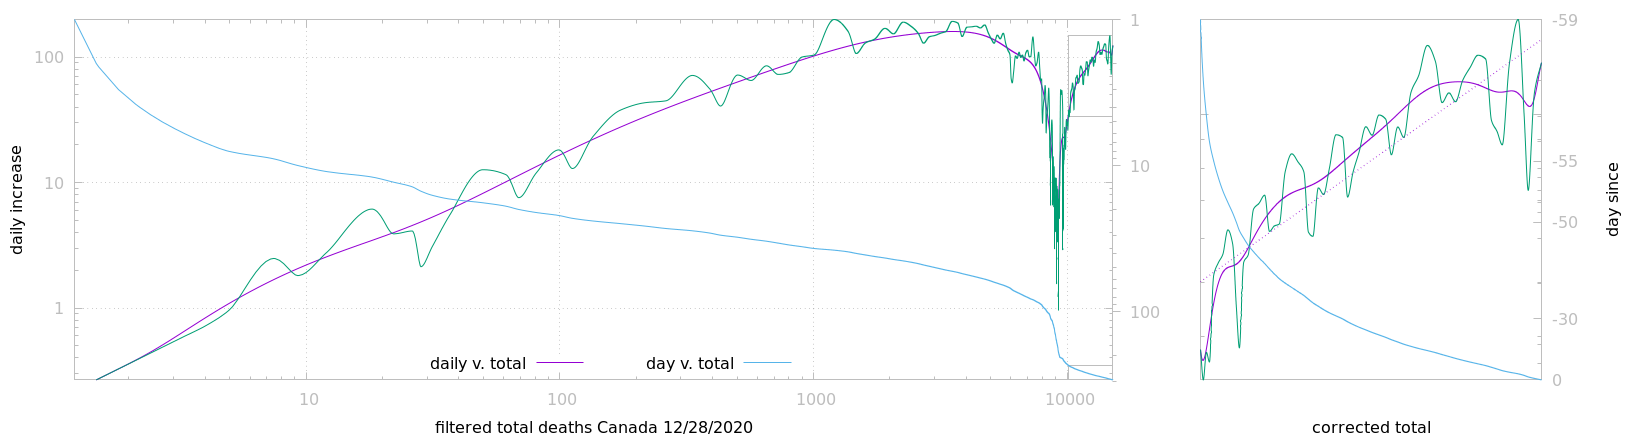 daily increase
100
10
1
10
100
1000
10000
1
10
100
daily v. total
day v. total
filtered total deaths Canada 12/28/2020
-59
-55
-50
-30
0
day since
corrected total